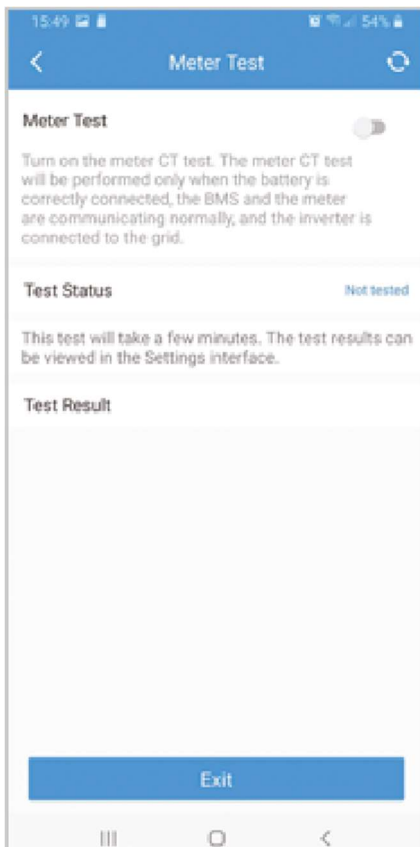 15:49 54%
Meter Test
Meter Test
Turn on the meter CT test. The meter CT test
will be performed only when the battery is
correctly connected, the BMS and the meter
are communicating normally, and the inverter is
connected to the grid.
Test Status Not tested
This test will take a few minutes. The test results can
be viewed in the Settings interface.
Test Result
Exit